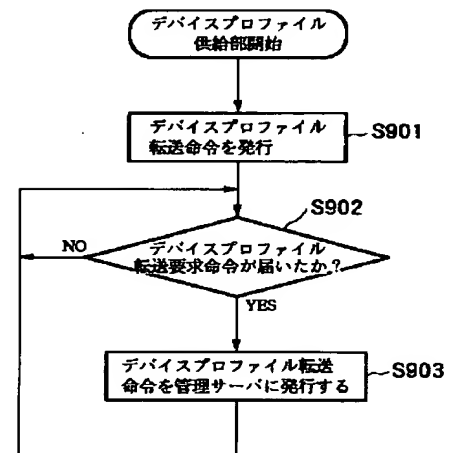 デバイスプロファイル
供給部開始
デバイスプロファイル
転送命令を発行
S901
S902
NO
デバイスプロファイル
転送要求命令が届いたか?
YES
デバイスプロファイル転送
命令を管理サーバに発行する
S903